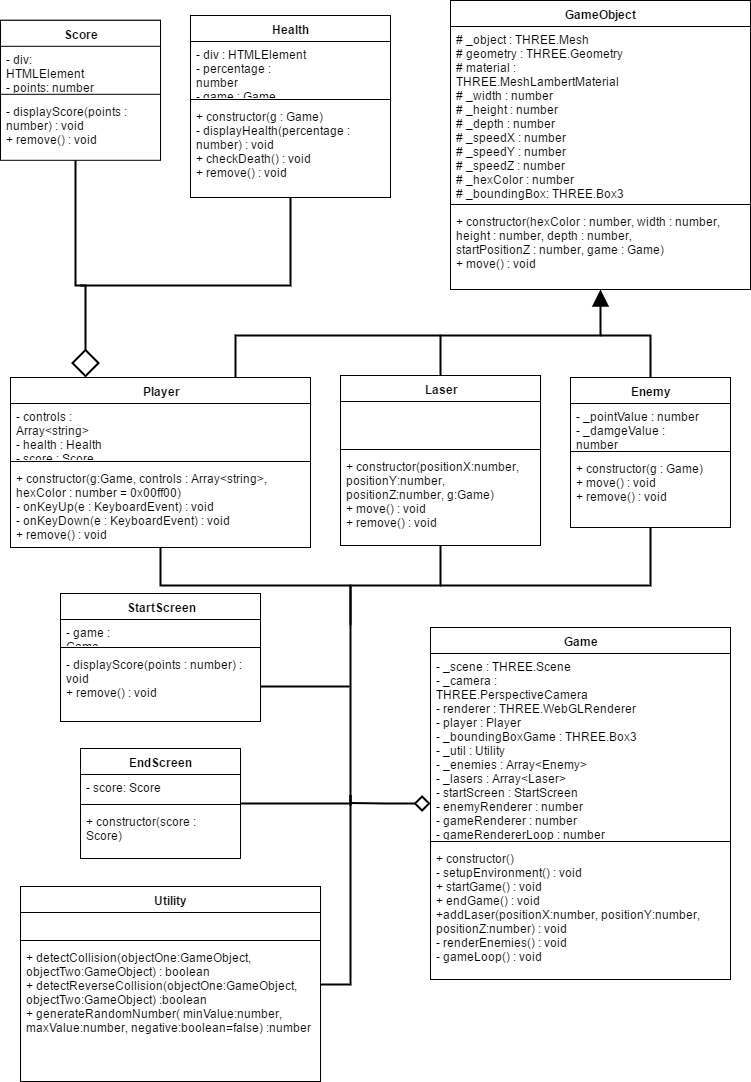 Score
- div:
HTMLElement
- points: number
- displayScore(points :
number) : void
+ remove() : void
Health
- div : HTMLElement
- percentage :
number
- game : Game
+ constructor(g : Game)
- displayHealth(percentage :
number) : void
+ checkDeath() : void
+ remove() : void
GameObject
# _object : THREE.Mesh
# geometry : THREE.Geometry
# material :
THREE.MeshLambertMaterial
# _width : number
# _height : number
# _depth : number
# _speedX : number
# _speedY : number
# _speedZ : number
# _hexColor : number
# _boundingBox: THREE.Box3
+ constructor(hexColor : number, width : number,
height : number, depth : number,
startPositionZ : number, game : Game)
+ move() : void
Player
- controls :
Array<string>
- health : Health
- score : Score
+ constructor(g:Game, controls : Array<string>,
hexColor : number = 0x00ff00)
- onKeyUp(e : KeyboardEvent) : void
- onKeyDown(e : KeyboardEvent) : void
+ remove() : void
Laser
+ constructor(positionX:number,
positionY:number,
positionZ:number, g:Game)
+ move() : void
+ remove() : void
Enemy
- _pointValue : number
- _damgeValue :
number
+ constructor(g : Game)
+ move() : void
+ remove() : void
StartScreen
- game :
Game
- displayScore(points : number) :
void
+ remove() : void
EndScreen
- score: Score
+ constructor(score :
Score)
Utility
+ detectCollision(objectOne:GameObject,
objectTwo:GameObject) : boolean
+ detectReverseCollision(objectOne:GameObject,
objectTwo:GameObject) :boolean
+ generateRandomNumber( minValue:number,
maxValue:number, negative:boolean=false) :number
Game
- _scene : THREE.Scene
- _camera :
THREE.PerspectiveCamera
- renderer : THREE.WebGLRenderer
- player : Player
- _boundingBoxGame : THREE.Box3
- _util : Utility
- _enemies : Array<Enemy>
- _lasers : Array<Laser>
- startScreen : StartScreen
- enemyRenderer : number
- gameRenderer : number
- gameRendererLoop : number
+ constructor()
- setupEnvironment() : void
+ startGame() : void
+ endGame() : void
+addLaser(positionX:number, positionY:number,
positionZ:number) : void
- renderEnemies() : void
- gameLoop() : void